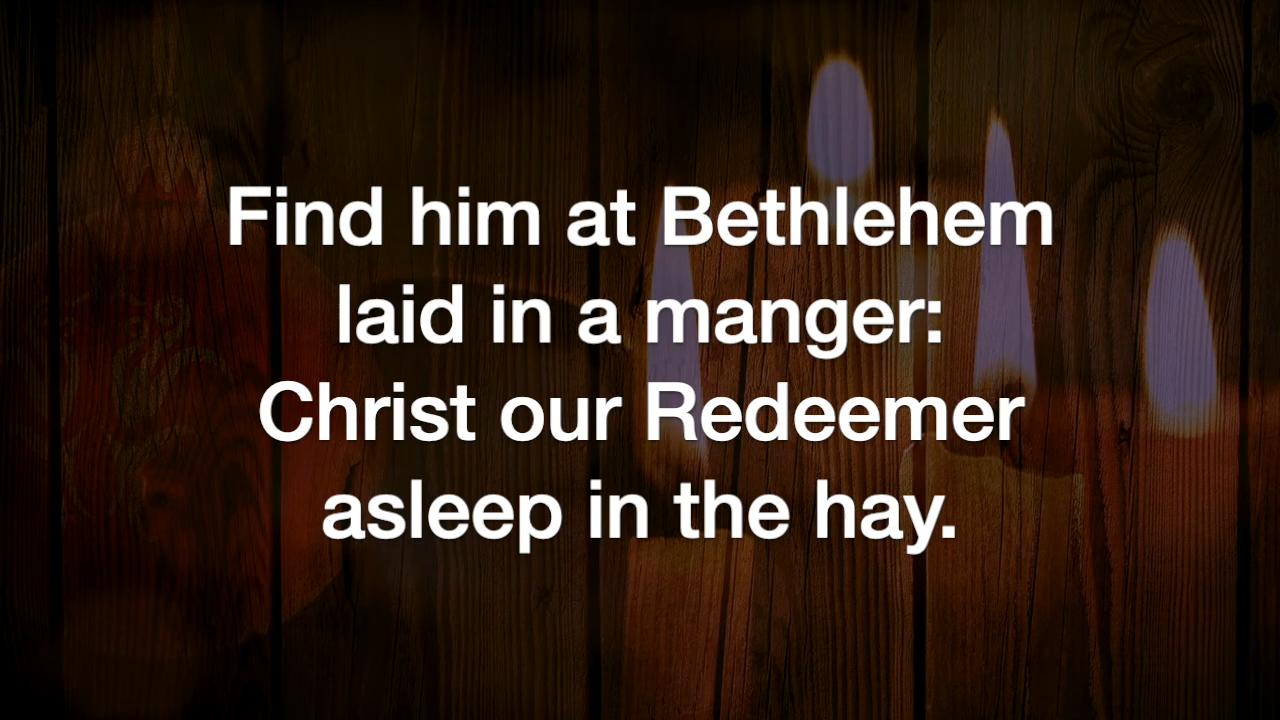 Find him at Bethlehem
laid in a manger:
Christ our Redeemer
asleep in the hay.